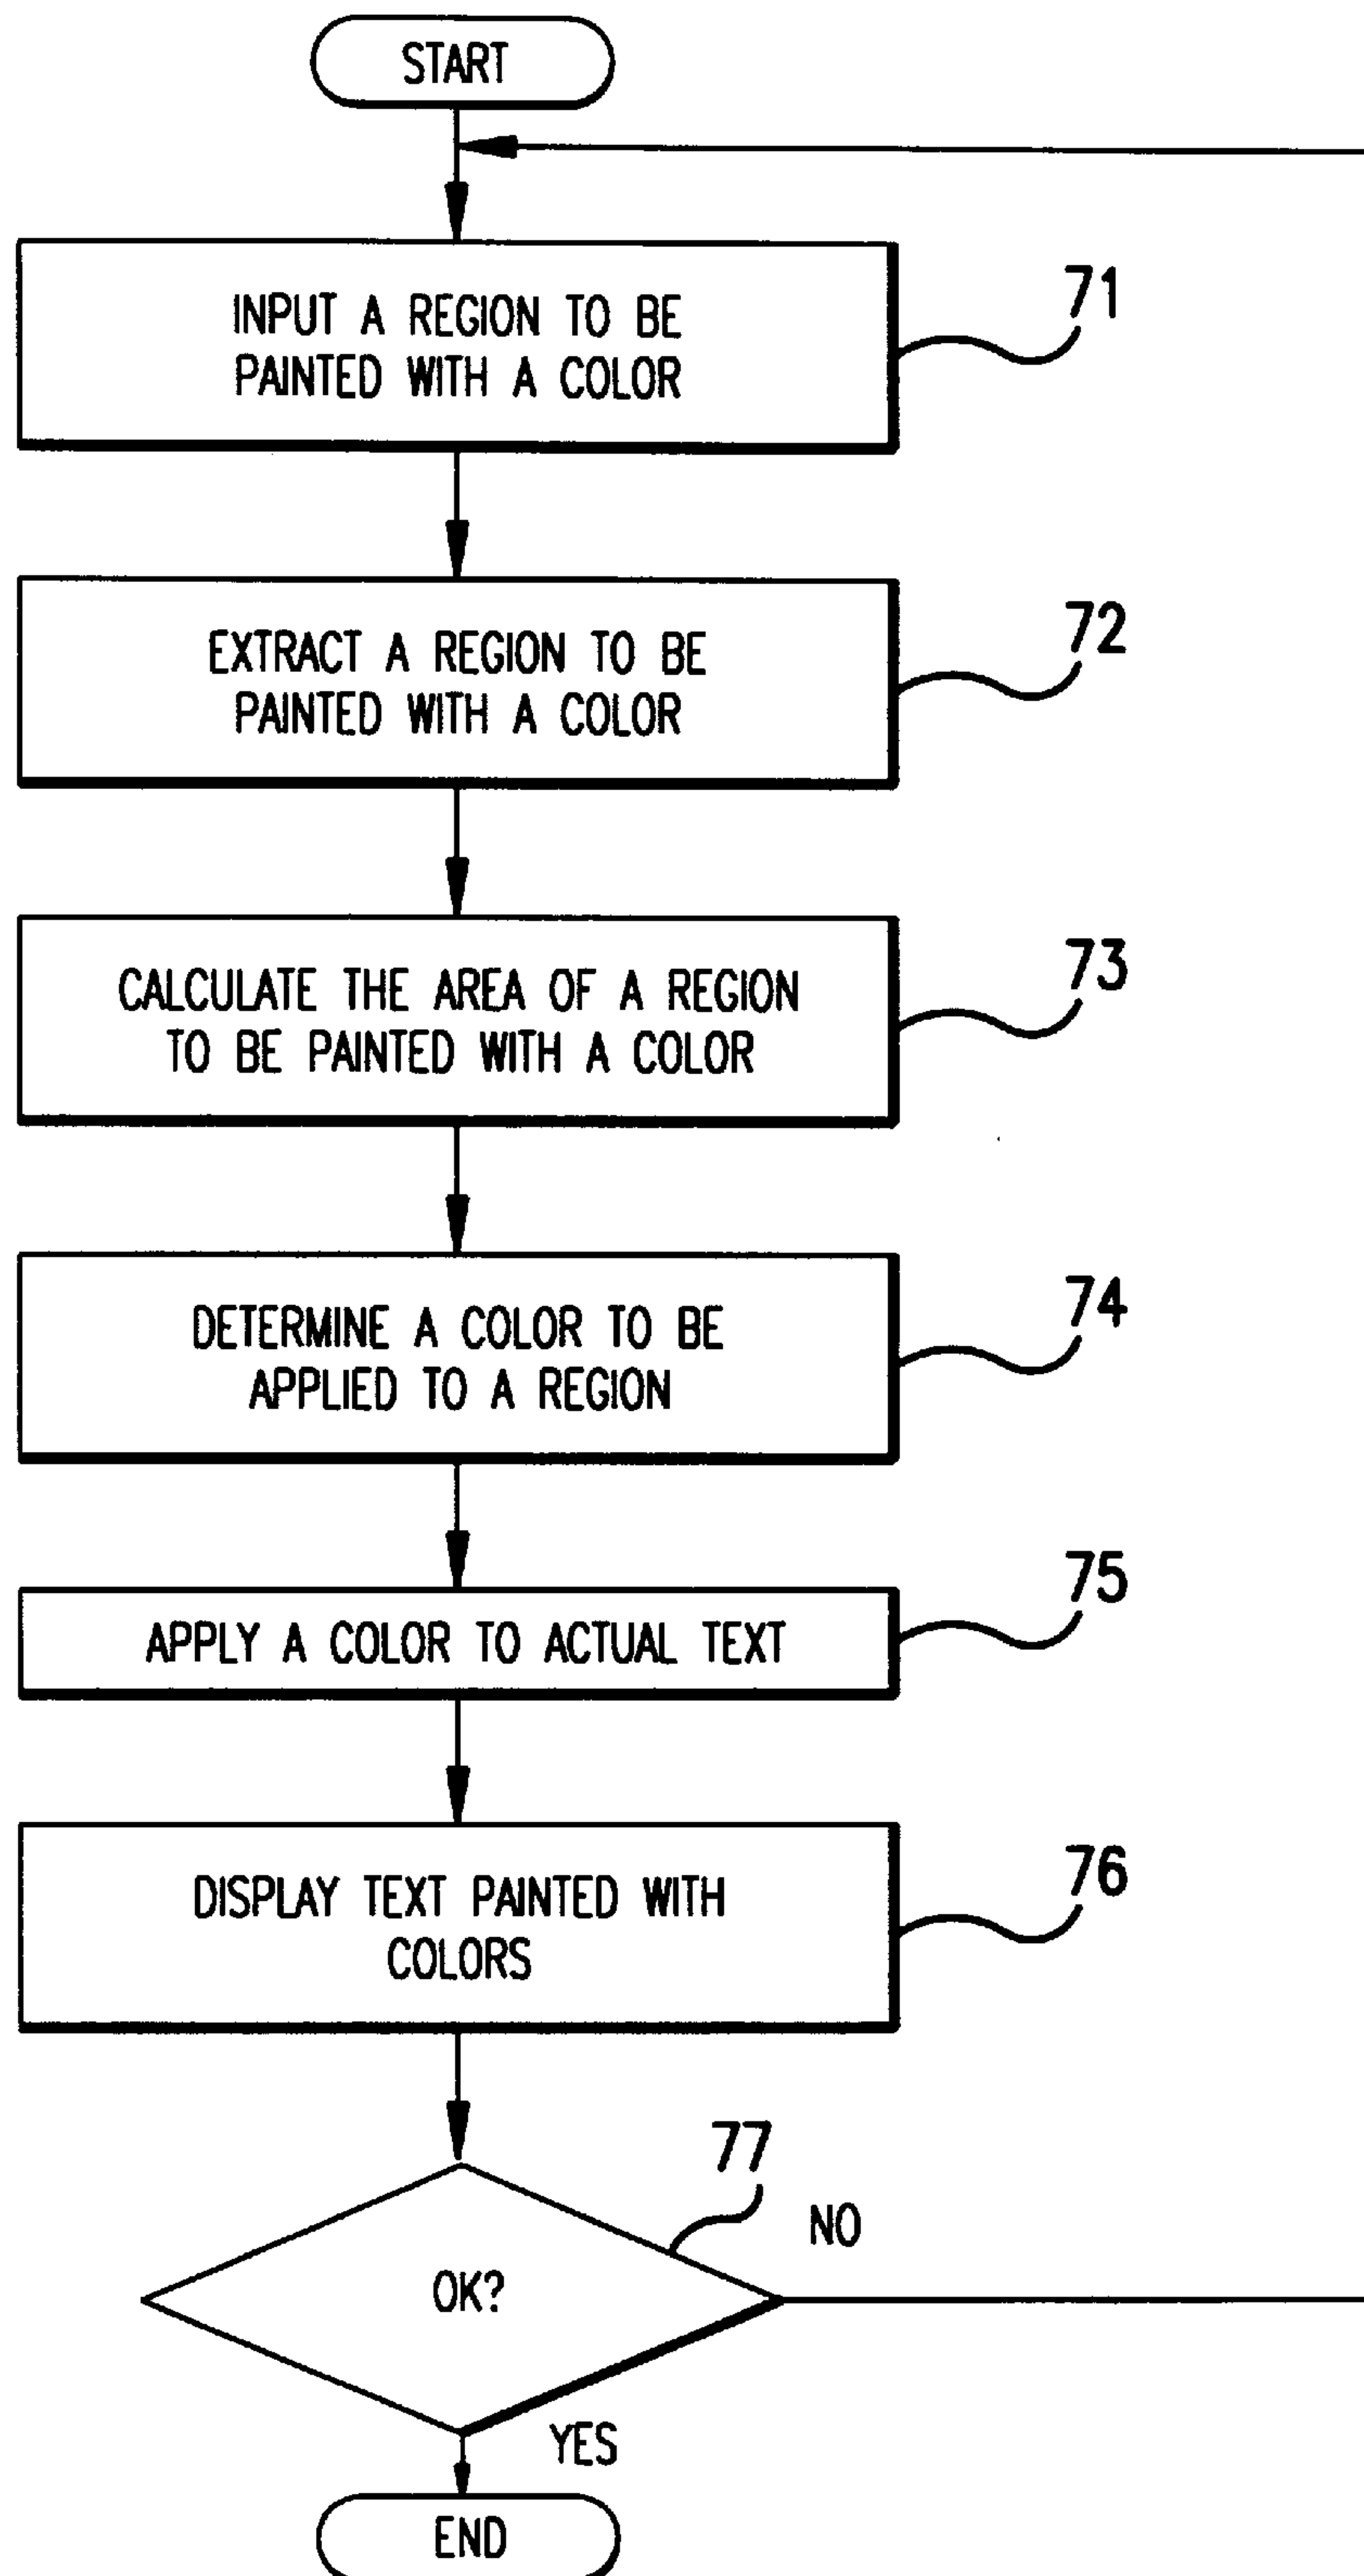 START
INPUT A REGION TO BE
PAINTED WITH A COLOR
71
EXTRACT A REGION TO BE
PAINTED WITH A COLOR
72
CALCULATE THE AREA OF A REGION
TO BE PAINTED WITH A COLOR
73
DETERMINE A COLOR TO BE
APPLIED TO A REGION
74
APPLY A COLOR TO ACTUAL TEXT
75
DISPLAY TEXT PAINTED WITH
COLORS
76
77
NO
OK?
YES
END